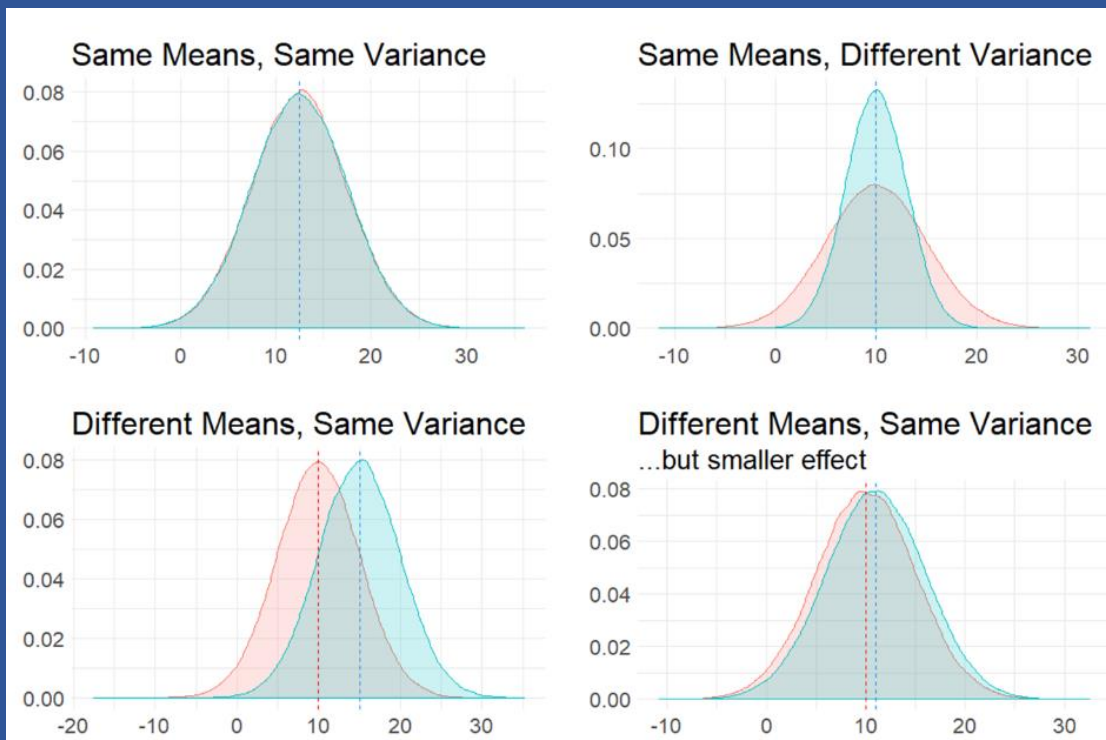 Same Means, Same Variance
0.08
0.06
0.04
0.02
0.00
-10 0 10 20 30
Same Means, Different Variance
0.10
0.05
0.00
-10 0 10 20 30
Different Means, Same Variance
0.08
0.06
0.04
0.02
0.00
-20 -10 0 10 20 30
Different Means, Same Variance
...but smaller effect
0.08
0.06
0.04
0.02
0.00
-10 0 10 20 30